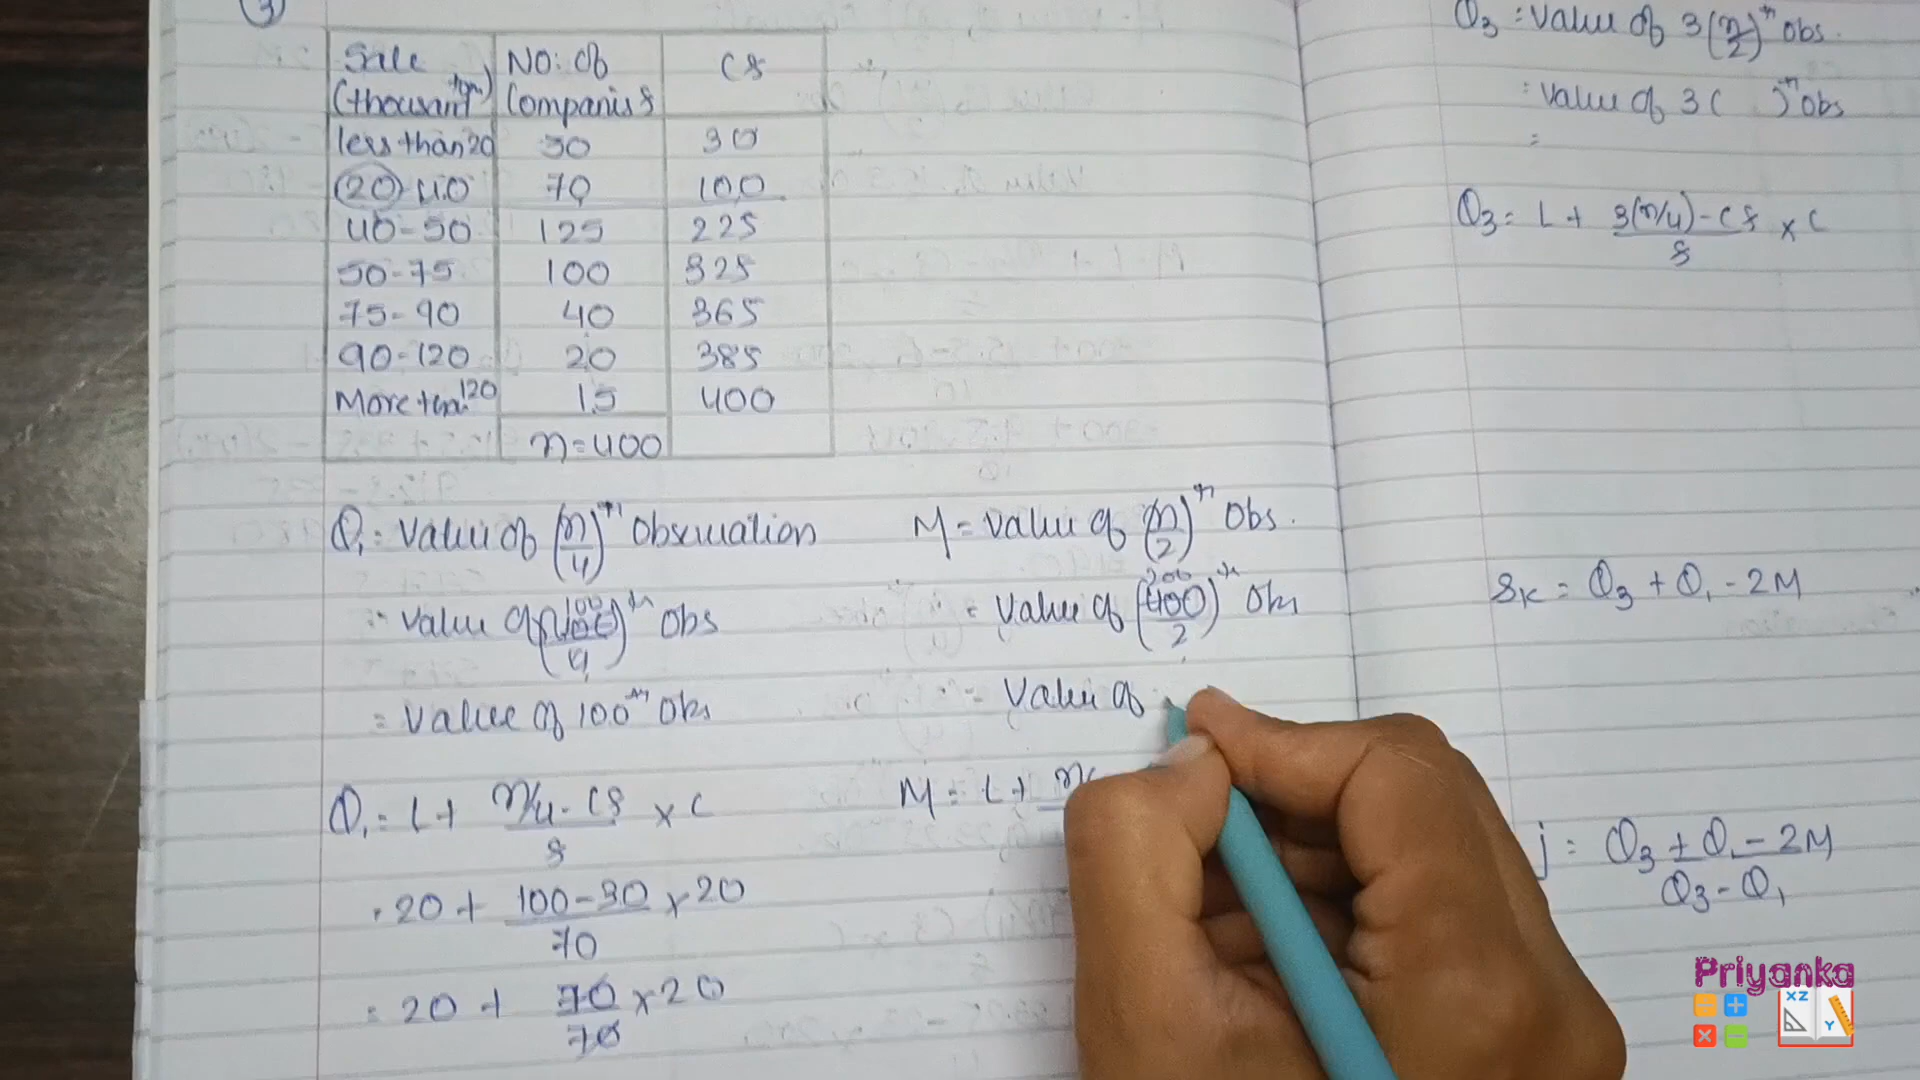 3
Sale (thousand tan) No: of Companies cf
less than 20 30 30
20-40 70 100
40-50 125 225
50-75 100 325
75-90 40 365
90-120 20 385
More than 120 15 400
n=400
Q₁ = Value of (n/4)th Observation
= Value of (400/4)th Obs
= Value of 100th Obs
Q₁ = L + n/4 - cf / f × c
= 20 + 100-30 / 70 × 20
= 20 + 70/70 × 20
M = Value of (n/2)th Obs.
= Value of (400/2)th Obs
= Value of
M = L +
Q₃ = Value of 3(n/2)th Obs.
= Value of 3( )th Obs
=
Q₃ = L + 3(n/4) - cf / f × c
Sk = Q₃ + Q₁ - 2M
j = Q₃ + Q₁ - 2M / Q₃ - Q₁
Priyanka
XZ
Y